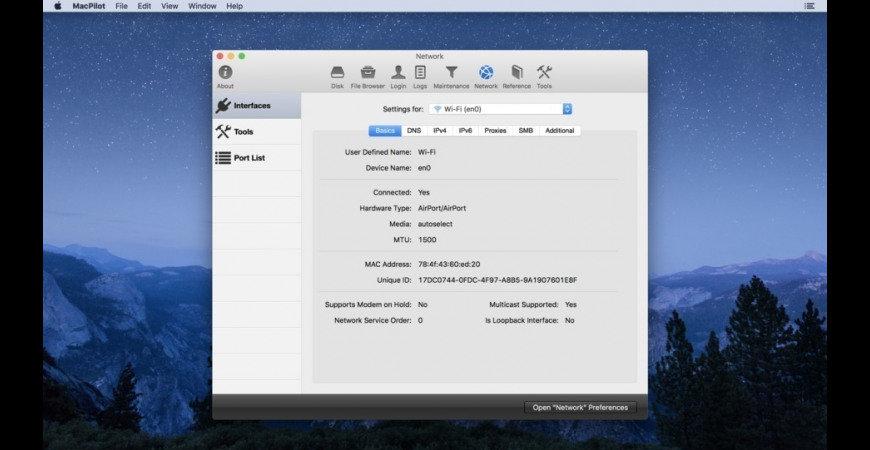 MacPilot File Edit View Window Help
Network
About Disk File Browser Login Logs Maintenance Network Reference Tools
Interfaces
Tools
Port List
Settings for: Wi-Fi (en0)
Basics DNS IPv4 IPv6 Proxies SMB Additional
User Defined Name: Wi-Fi
Device Name: en0
Connected: Yes
Hardware Type: AirPort/AirPort
Media: autoselect
MTU: 1500
MAC Address: 78:4f:43:60:ed:20
Unique ID: 17DC0744-0FDC-4F97-A8B5-9A1907601E8F
Supports Modem on Hold: No Multicast Supported: Yes
Network Service Order: 0 Is Loopback Interface: No
Open "Network" Preferences